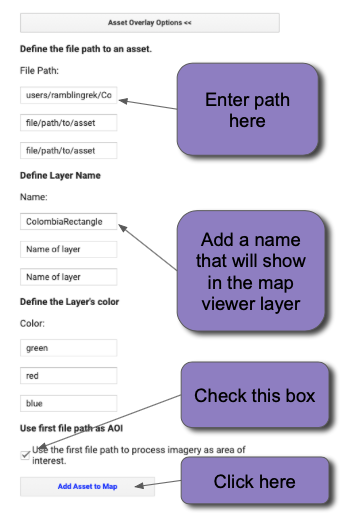 Asset Overlay Options <<
Define the file path to an asset.
File Path:
users/ramblingrek/Co
file/path/to/asset
file/path/to/asset
Enter path
here
Define Layer Name
Name:
ColombiaRectangle
Name of layer
Name of layer
Add a name
that will show
in the map
viewer layer
Define the Layer's color
Color:
green
red
blue
Use first file path as AOI
Use the first file path to process imagery as area of
interest.
Check this box
Add Asset to Map
Click here